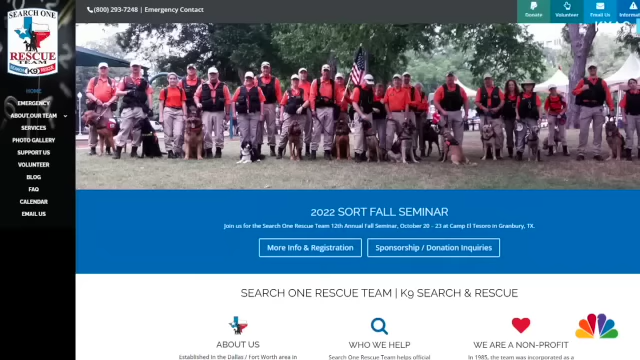 (800) 293-7248 | Emergency Contact
Donate
Volunteer
Email Us
SEARCH ONE
RESCUE
TEAM
K9
HOME
EMERGENCY
ABOUT OUR TEAM
SERVICES
PHOTO GALLERY
SUPPORT US
VOLUNTEER
BLOG
FAQ
CALENDAR
EMAIL US
2022 SORT FALL SEMINAR
Join us for the Search One Rescue Team 12th Annual Fall Seminar, October 20 - 23 at Camp El Tesoro in Granbury, TX.
More Info & Registration
Sponsorship / Donation Inquiries
SEARCH ONE RESCUE TEAM | K9 SEARCH & RESCUE
ABOUT US
WHO WE HELP
WE ARE A NON-PROFIT
Established in the Dallas / Fort Worth area in
Search One Rescue Team helps official
In 1985, the team was incorporated as a